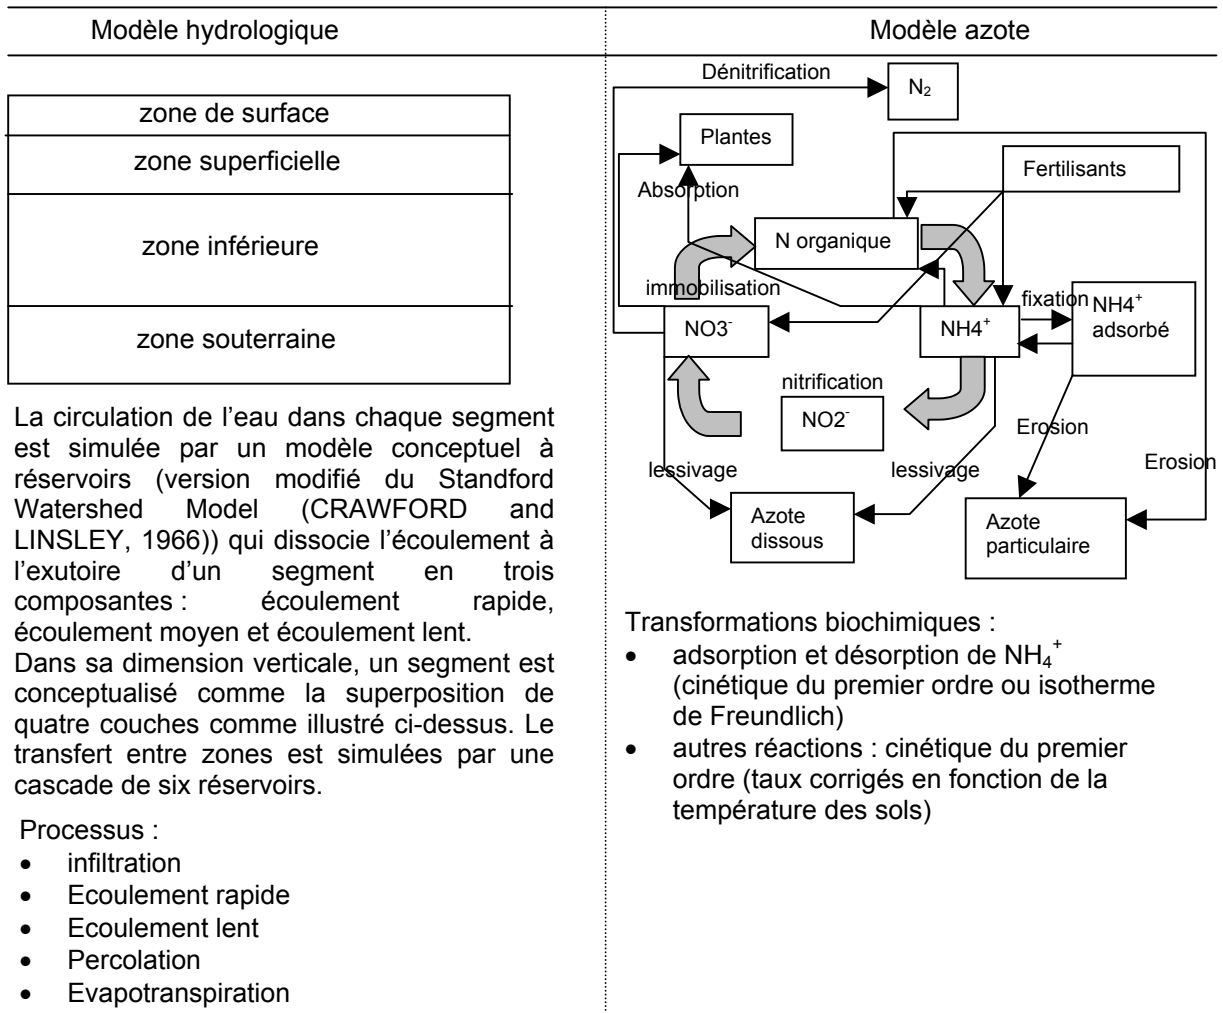 Modèle hydrologique
zone de surface
zone superficielle
zone inférieure
zone souterraine
La circulation de l’eau dans chaque segment
est simulée par un modèle conceptuel à
réservoirs (version modifié du Standford
Watershed Model (CRAWFORD and
LINSLEY, 1966)) qui dissocie l’écoulement à
l’exutoire d’un segment en trois
composantes : écoulement rapide,
écoulement moyen et écoulement lent.
Dans sa dimension verticale, un segment est
conceptualisé comme la superposition de
quatre couches comme illustré ci-dessus. Le
transfert entre zones est simulées par une
cascade de six réservoirs.
Processus :
• infiltration
• Ecoulement rapide
• Ecoulement lent
• Percolation
• Evapotranspiration
Modèle azote
Dénitrification
N₂
Plantes
Fertilisants
Absorption
N organique
immobilisation
fixation
NH4⁺
adsorbé
NO3⁻
NH4⁺
nitrification
NO2⁻
Erosion
lessivage
lessivage
Erosion
Azote
dissous
Azote
particulaire
Transformations biochimiques :
• adsorption et désorption de NH₄⁺
(cinétique du premier ordre ou isotherme
de Freundlich)
• autres réactions : cinétique du premier
ordre (taux corrigés en fonction de la
température des sols)